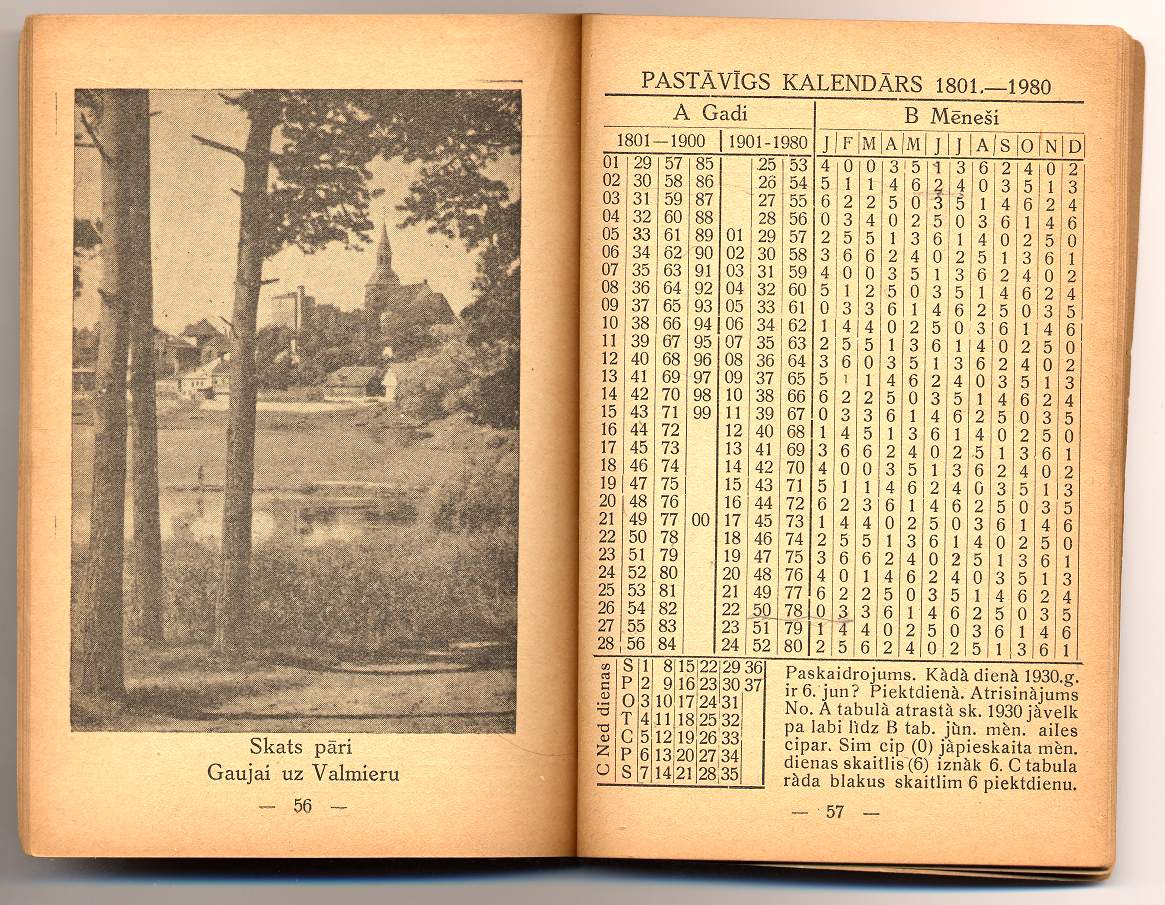 Skats pāri
Gaujai uz Valmieru
— 56 —
PASTĀVĪGS KALENDĀRS 1801.—1980
A Gadi B Mēneši
1801—1900 1901-1980 J F M A M J J A S O N D
01 29 57 85 25 53 4 0 0 3 5 1 3 6 2 4 0 2
02 30 58 86 26 54 5 1 1 4 6 2 4 0 3 5 1 3
03 31 59 87 27 55 6 2 2 5 0 3 5 1 4 6 2 4
04 32 60 88 28 56 0 3 4 0 2 5 0 3 6 1 4 6
05 33 61 89 01 29 57 2 5 5 1 3 6 1 4 0 2 5 0
06 34 62 90 02 30 58 3 6 6 2 4 0 2 5 1 3 6 1
07 35 63 91 03 31 59 4 0 0 3 5 1 3 6 2 4 0 2
08 36 64 92 04 32 60 5 1 2 5 0 3 5 1 4 6 2 4
09 37 65 93 05 33 61 0 3 3 6 1 4 6 2 5 0 3 5
10 38 66 94 06 34 62 1 4 4 0 2 5 0 3 6 1 4 6
11 39 67 95 07 35 63 2 5 5 1 3 6 1 4 0 2 5 0
12 40 68 96 08 36 64 3 6 0 3 5 1 3 6 2 4 0 2
13 41 69 97 09 37 65 5 1 1 4 6 2 4 0 3 5 1 3
14 42 70 98 10 38 66 6 2 2 5 0 3 5 1 4 6 2 4
15 43 71 99 11 39 67 0 3 3 6 1 4 6 2 5 0 3 5
16 44 72 12 40 68 1 4 5 1 3 6 1 4 0 2 5 0
17 45 73 13 41 69 3 6 6 2 4 0 2 5 1 3 6 1
18 46 74 14 42 70 4 0 0 3 5 1 3 6 2 4 0 2
19 47 75 15 43 71 5 1 1 4 6 2 4 0 3 5 1 3
20 48 76 16 44 72 6 2 3 6 1 4 6 2 5 0 3 5
21 49 77 00 17 45 73 1 4 4 0 2 5 0 3 6 1 4 6
22 50 78 18 46 74 2 5 5 1 3 6 1 4 0 2 5 0
23 51 79 19 47 75 3 6 6 2 4 0 2 5 1 3 6 1
24 52 80 20 48 76 4 0 1 4 6 2 4 0 3 5 1 3
25 53 81 21 49 77 6 2 2 5 0 3 5 1 4 6 2 4
26 54 82 22 50 78 0 3 3 6 1 4 6 2 5 0 3 5
27 55 83 23 51 79 1 4 4 0 2 5 0 3 6 1 4 6
28 56 84 24 52 80 2 5 6 2 4 0 2 5 1 3 6 1
C Ned dienas
S 1 8 15 22 29 36
P 2 9 16 23 30 37
O 3 10 17 24 31
T 4 11 18 25 32
C 5 12 19 26 33
P 6 13 20 27 34
S 7 14 21 28 35
Paskaidrojums. Kàdà dienà 1930.g.
ir 6. jun? Piektdienà. Atrisinàjums
No. A tabulà atrastà sk. 1930 jàvelk
pa labi lìdz B tab. jùn. mèn. ailes
cipar. Sim cip (0) jàpieskaita mèn.
dienas skaitlis (6) iznàk 6. C tabula
ràda blakus skaitlim 6 piektdienu.
— 57 —